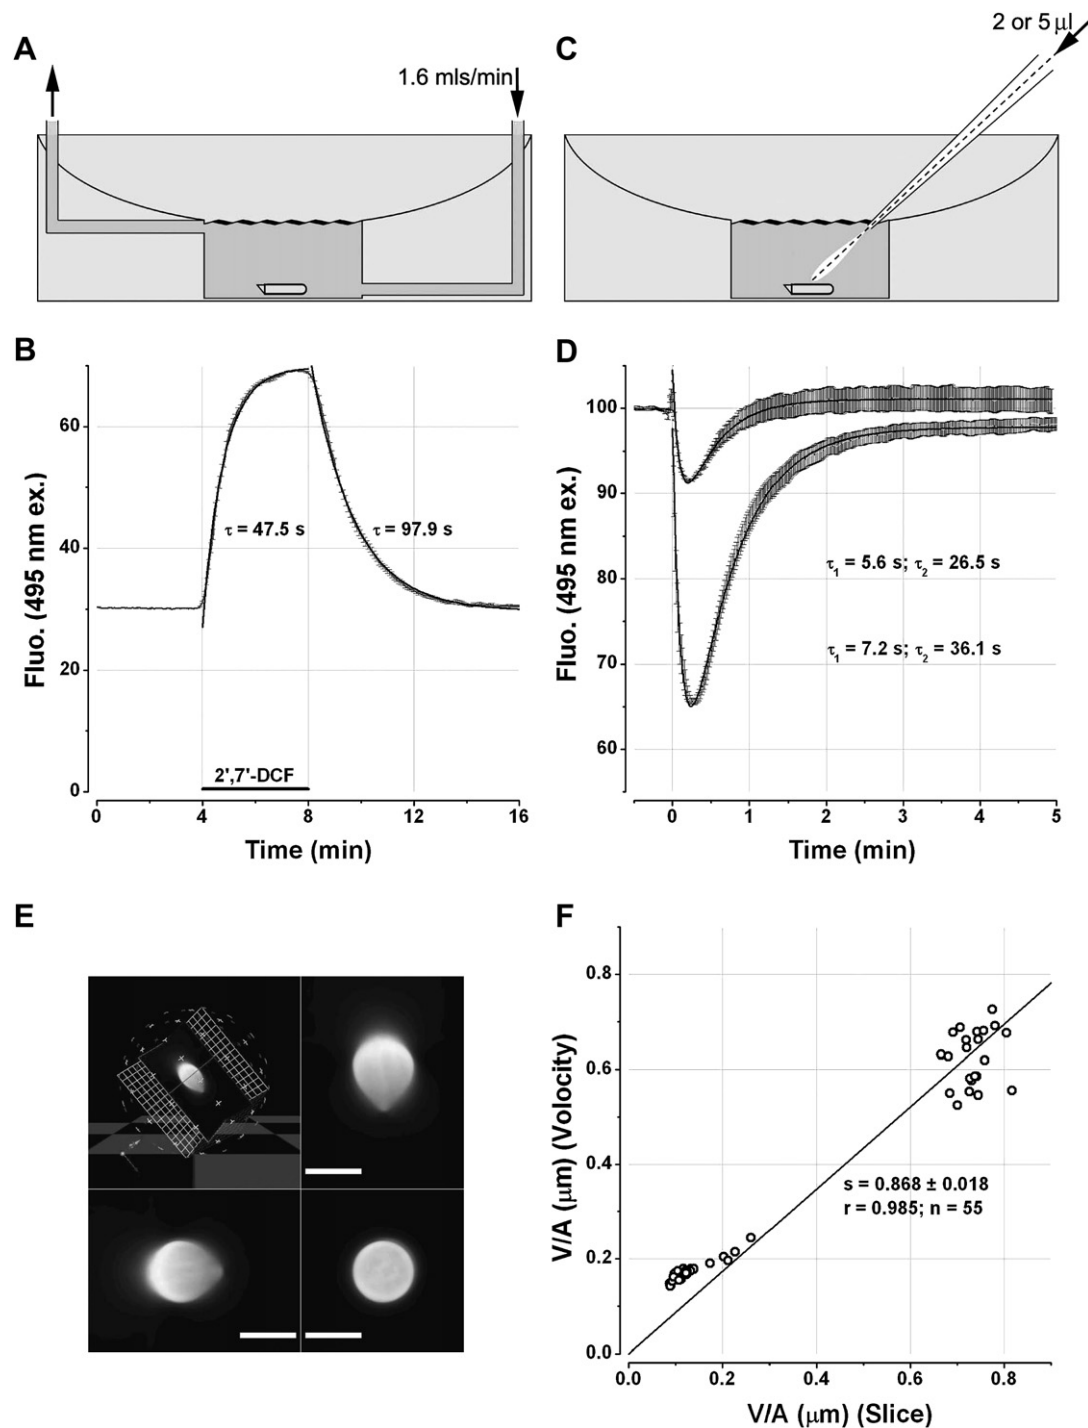 A
1.6 mls/min
C
2 or 5 μl
B
Fluo. (495 nm ex.)
60
40
20
0
τ = 47.5 s
τ = 97.9 s
2',7'-DCF
0 4 8 12 16
Time (min)
D
Fluo. (495 nm ex.)
100
90
80
70
60
τ₁ = 5.6 s; τ₂ = 26.5 s
τ₁ = 7.2 s; τ₂ = 36.1 s
0 1 2 3 4 5
Time (min)
E
F
V/A (μm) (Volocity)
0.8
0.6
0.4
0.2
0.0
s = 0.868 ± 0.018
r = 0.985; n = 55
0.0 0.2 0.4 0.6 0.8
V/A (μm) (Slice)